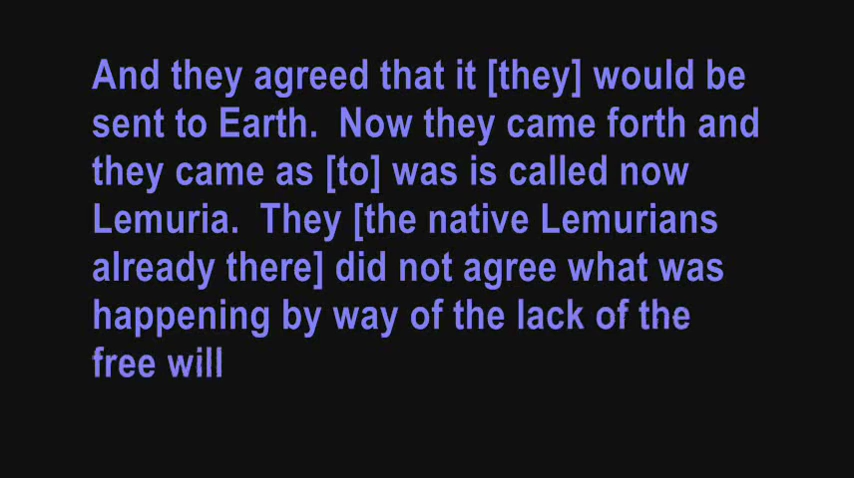 And they agreed that it [they] would be
sent to Earth.  Now they came forth and
they came as [to] was is called now
Lemuria.  They [the native Lemurians
already there] did not agree what was
happening by way of the lack of the
free will